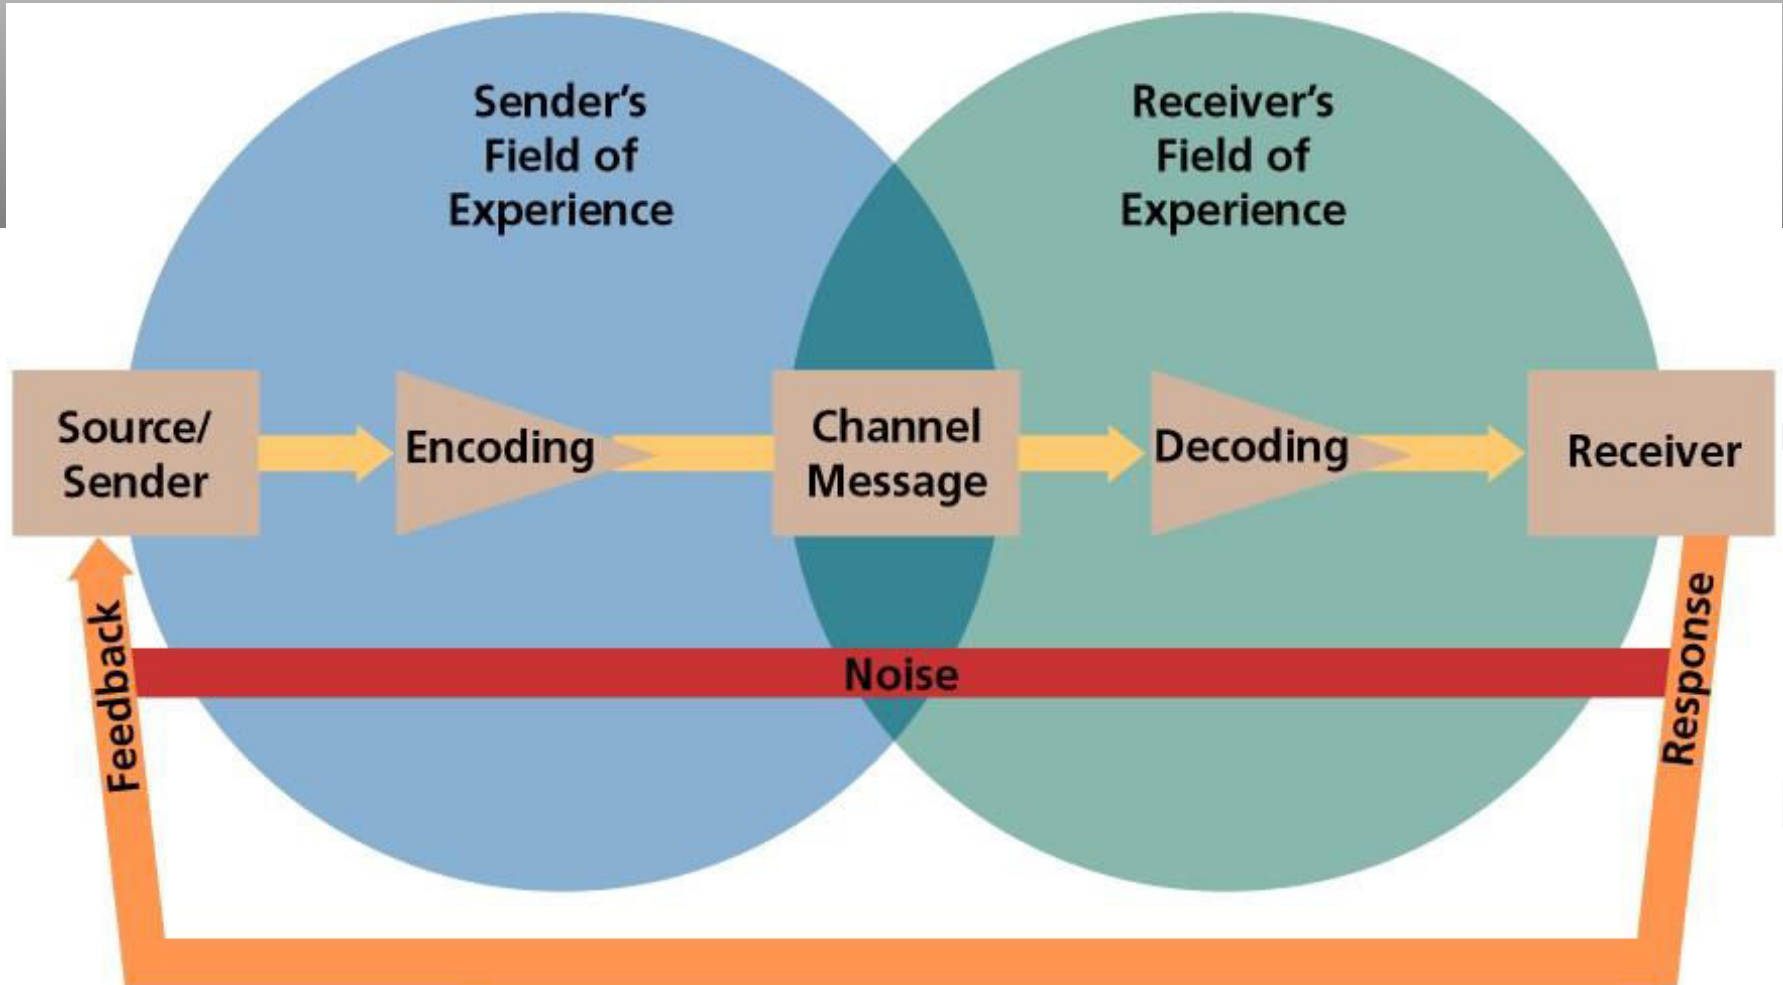 Sender’s
Field of
Experience
Receiver’s
Field of
Experience
Source/
Sender
Encoding
Channel
Message
Decoding
Receiver
Feedback
Noise
Response